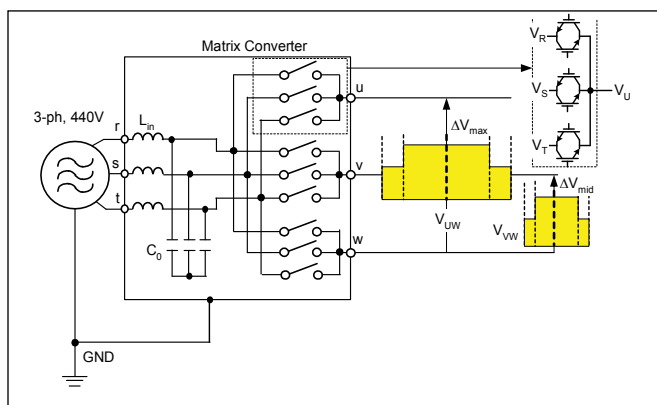 Matrix Converter
3-ph, 440V
r
s
t
L_in
C_0
u
v
w
V_R
V_S
V_T
V_U
ΔV_max
ΔV_mid
V_UW
V_VW
GND